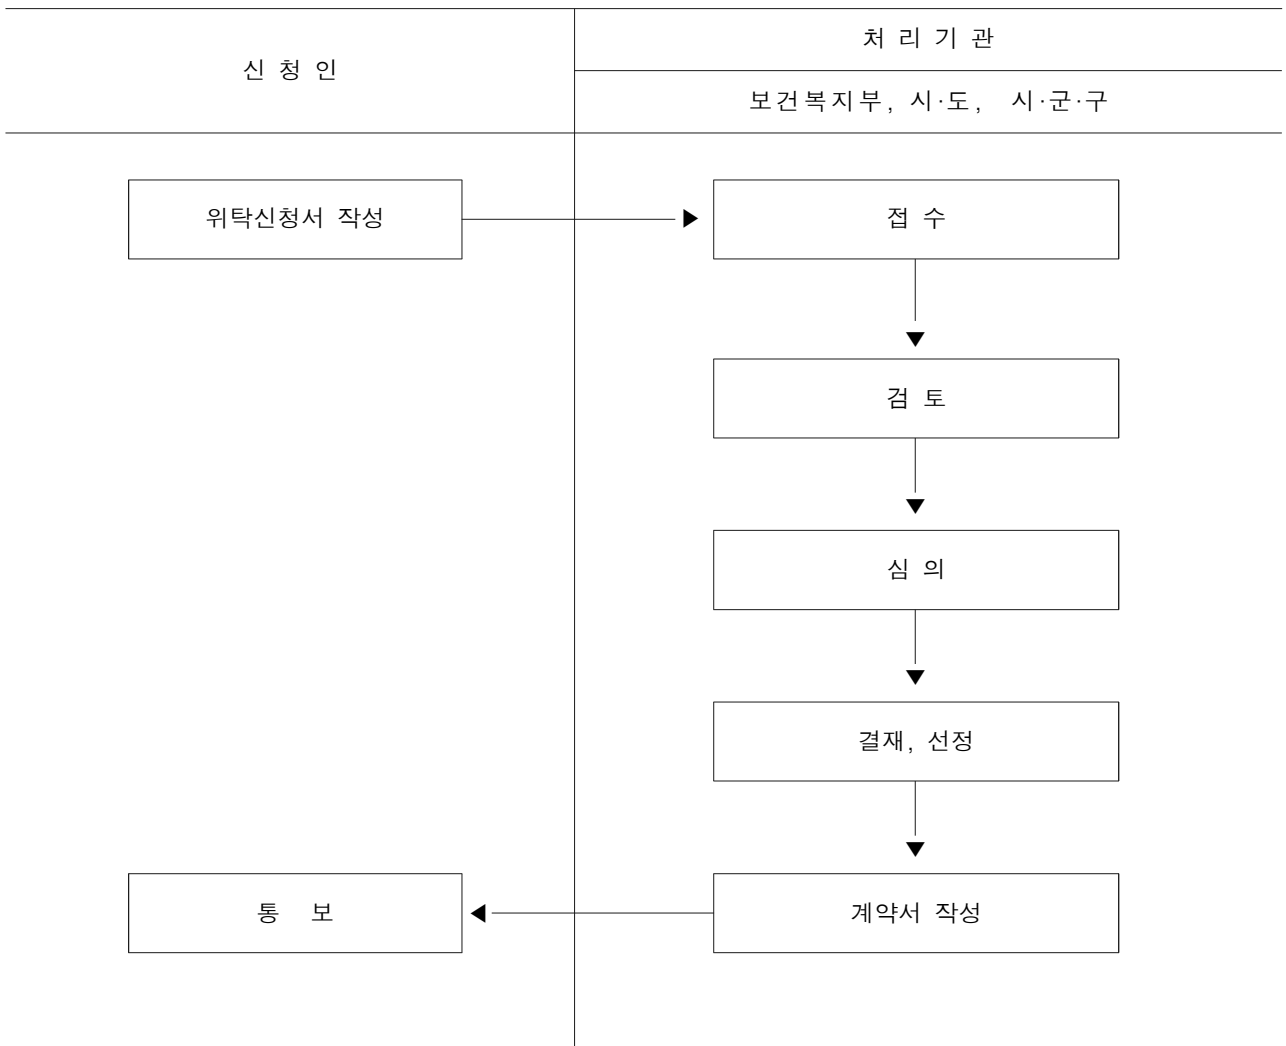 신 청 인
처 리 기 관
보건복지부, 시·도, 시·군·구
위탁신청서 작성
접 수
검 토
심 의
결재, 선정
계약서 작성
통 보